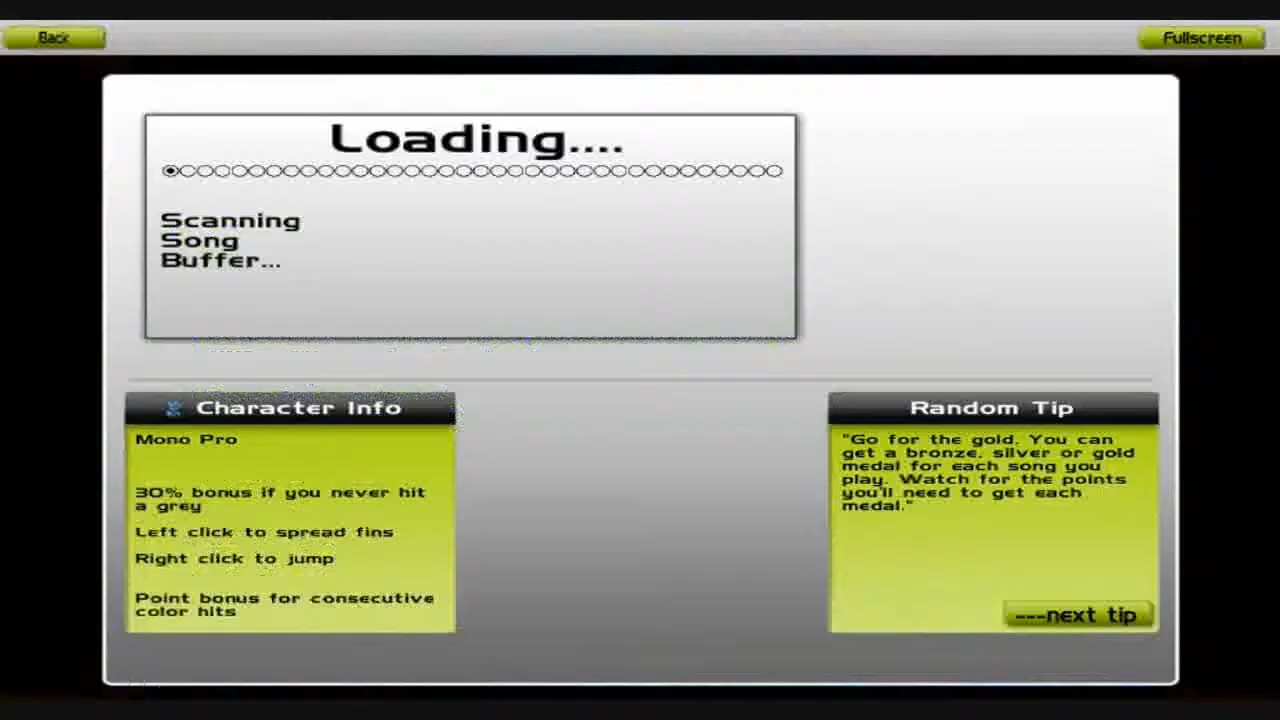 Back
Fullscreen
Loading....
Scanning
Song
Buffer...
Character Info
Mono Pro
30% bonus if you never hit
a grey
Left click to spread fins
Right click to jump
Point bonus for consecutive
color hits
Random Tip
"Go for the gold. You can
get a bronze, silver or gold
medal for each song you
play. Watch for the points
you'll need to get each
medal."
---next tip